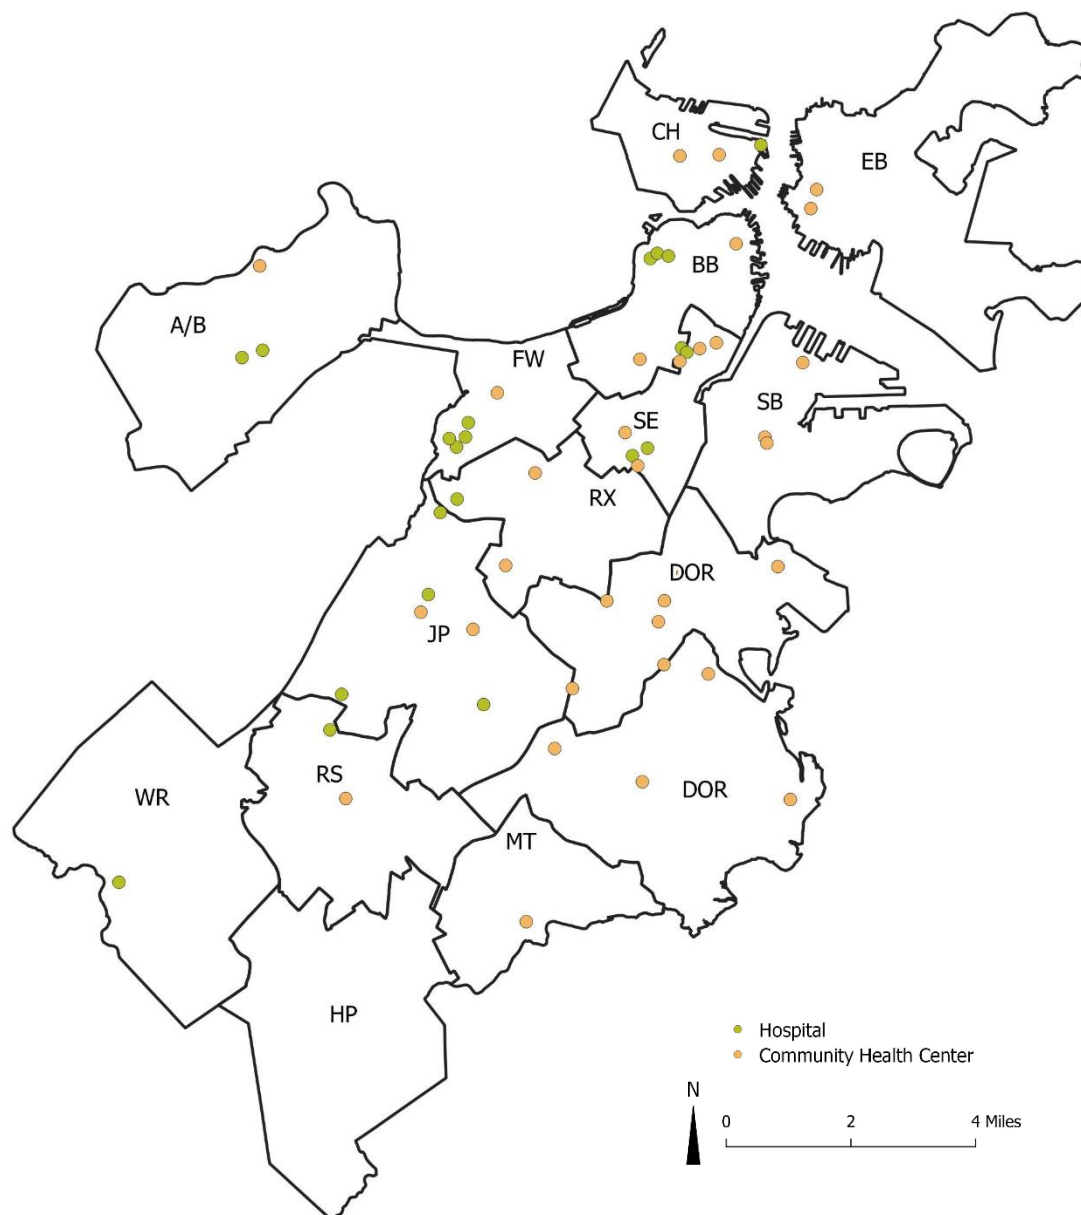 CH
EB
BB
A/B
FW
SB
SE
RX
DOR
JP
RS
WR
DOR
MT
HP
Hospital
Community Health Center
N
0 2 4 Miles